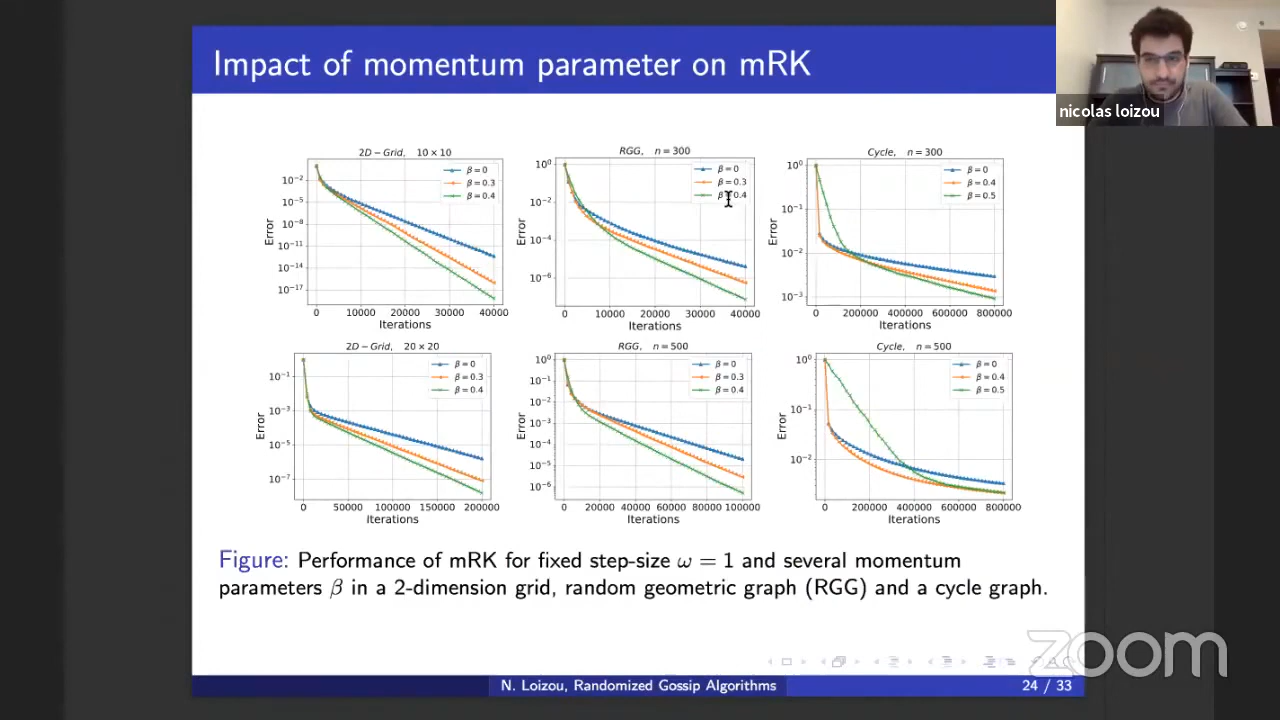 Impact of momentum parameter on mRK
nicolas loizou
2D − Grid, 10 × 10
β = 0
β = 0.3
β = 0.4
10⁻²
10⁻⁵
10⁻⁸
10⁻¹¹
10⁻¹⁴
10⁻¹⁷
Error
0 10000 20000 30000 40000
Iterations
RGG, n = 300
β = 0
β = 0.3
β = 0.4
10⁰
10⁻²
10⁻⁴
10⁻⁶
Error
0 10000 20000 30000 40000
Iterations
Cycle, n = 300
β = 0
β = 0.4
β = 0.5
10⁰
10⁻¹
10⁻²
10⁻³
Error
0 200000 400000 600000 800000
Iterations
2D − Grid, 20 × 20
β = 0
β = 0.3
β = 0.4
10⁻¹
10⁻³
10⁻⁵
10⁻⁷
Error
0 50000 100000 150000 200000
Iterations
RGG, n = 500
β = 0
β = 0.3
β = 0.4
10⁰
10⁻¹
10⁻²
10⁻³
10⁻⁴
10⁻⁵
10⁻⁶
Error
0 20000 40000 60000 80000 100000
Iterations
Cycle, n = 500
β = 0
β = 0.4
β = 0.5
10⁰
10⁻¹
10⁻²
Error
0 200000 400000 600000 800000
Iterations
Figure: Performance of mRK for fixed step-size ω = 1 and several momentum
parameters β in a 2-dimension grid, random geometric graph (RGG) and a cycle graph.
zoom
N. Loizou, Randomized Gossip Algorithms
24 / 33